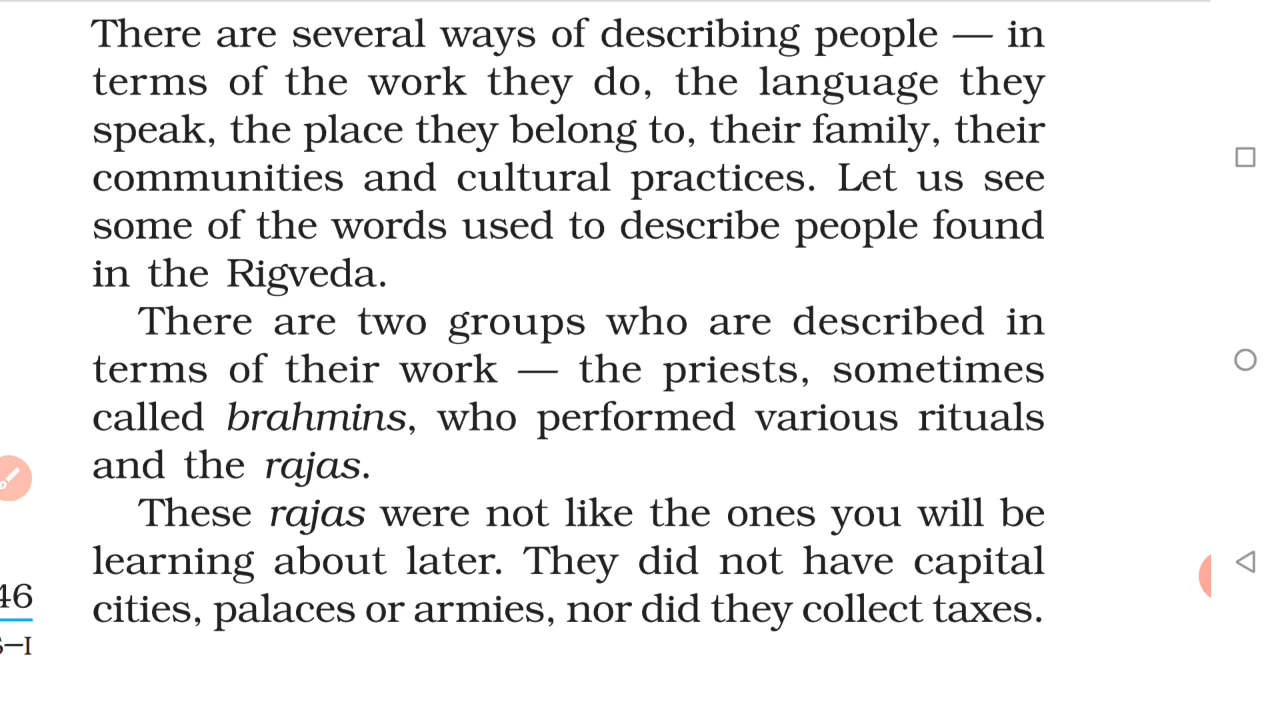 There are several ways of describing people — in
terms of the work they do, the language they
speak, the place they belong to, their family, their
communities and cultural practices. Let us see
some of the words used to describe people found
in the Rigveda.
There are two groups who are described in
terms of their work — the priests, sometimes
called brahmins, who performed various rituals
and the rajas.
These rajas were not like the ones you will be
learning about later. They did not have capital
cities, palaces or armies, nor did they collect taxes.
46
–I